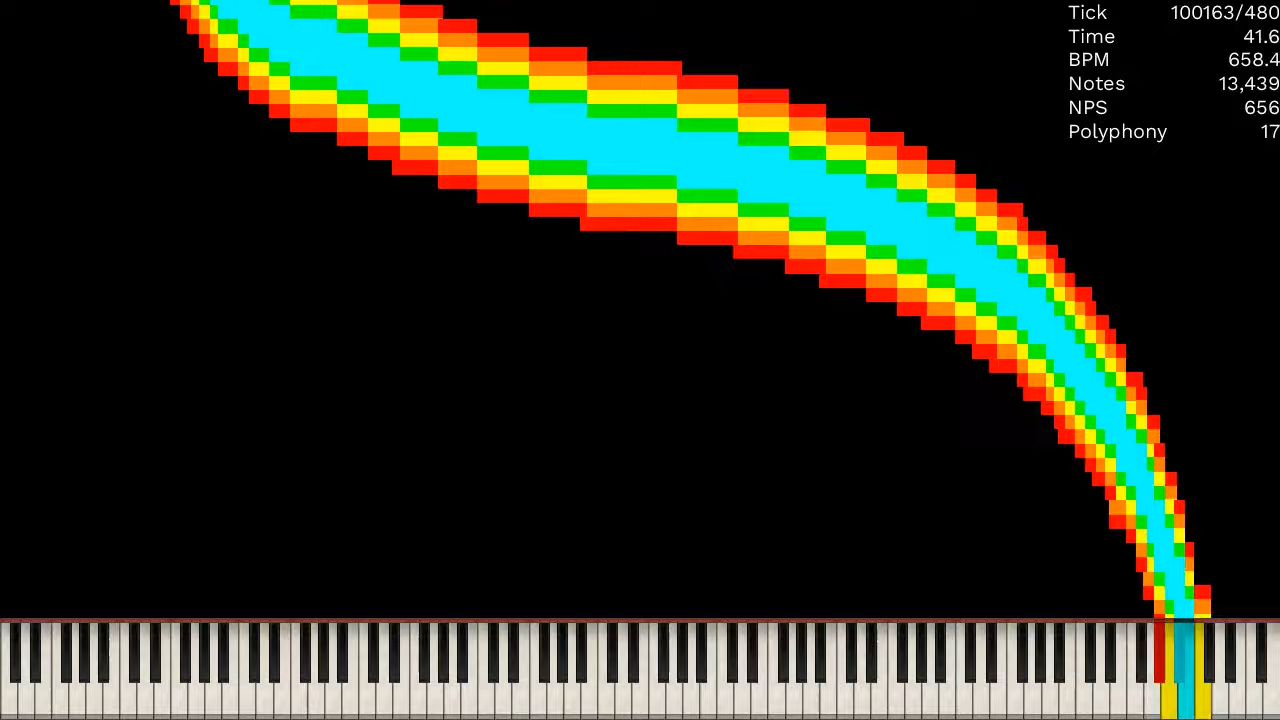 Tick 100163/480
Time 41.6
BPM 658.4
Notes 13,439
NPS 656
Polyphony 17